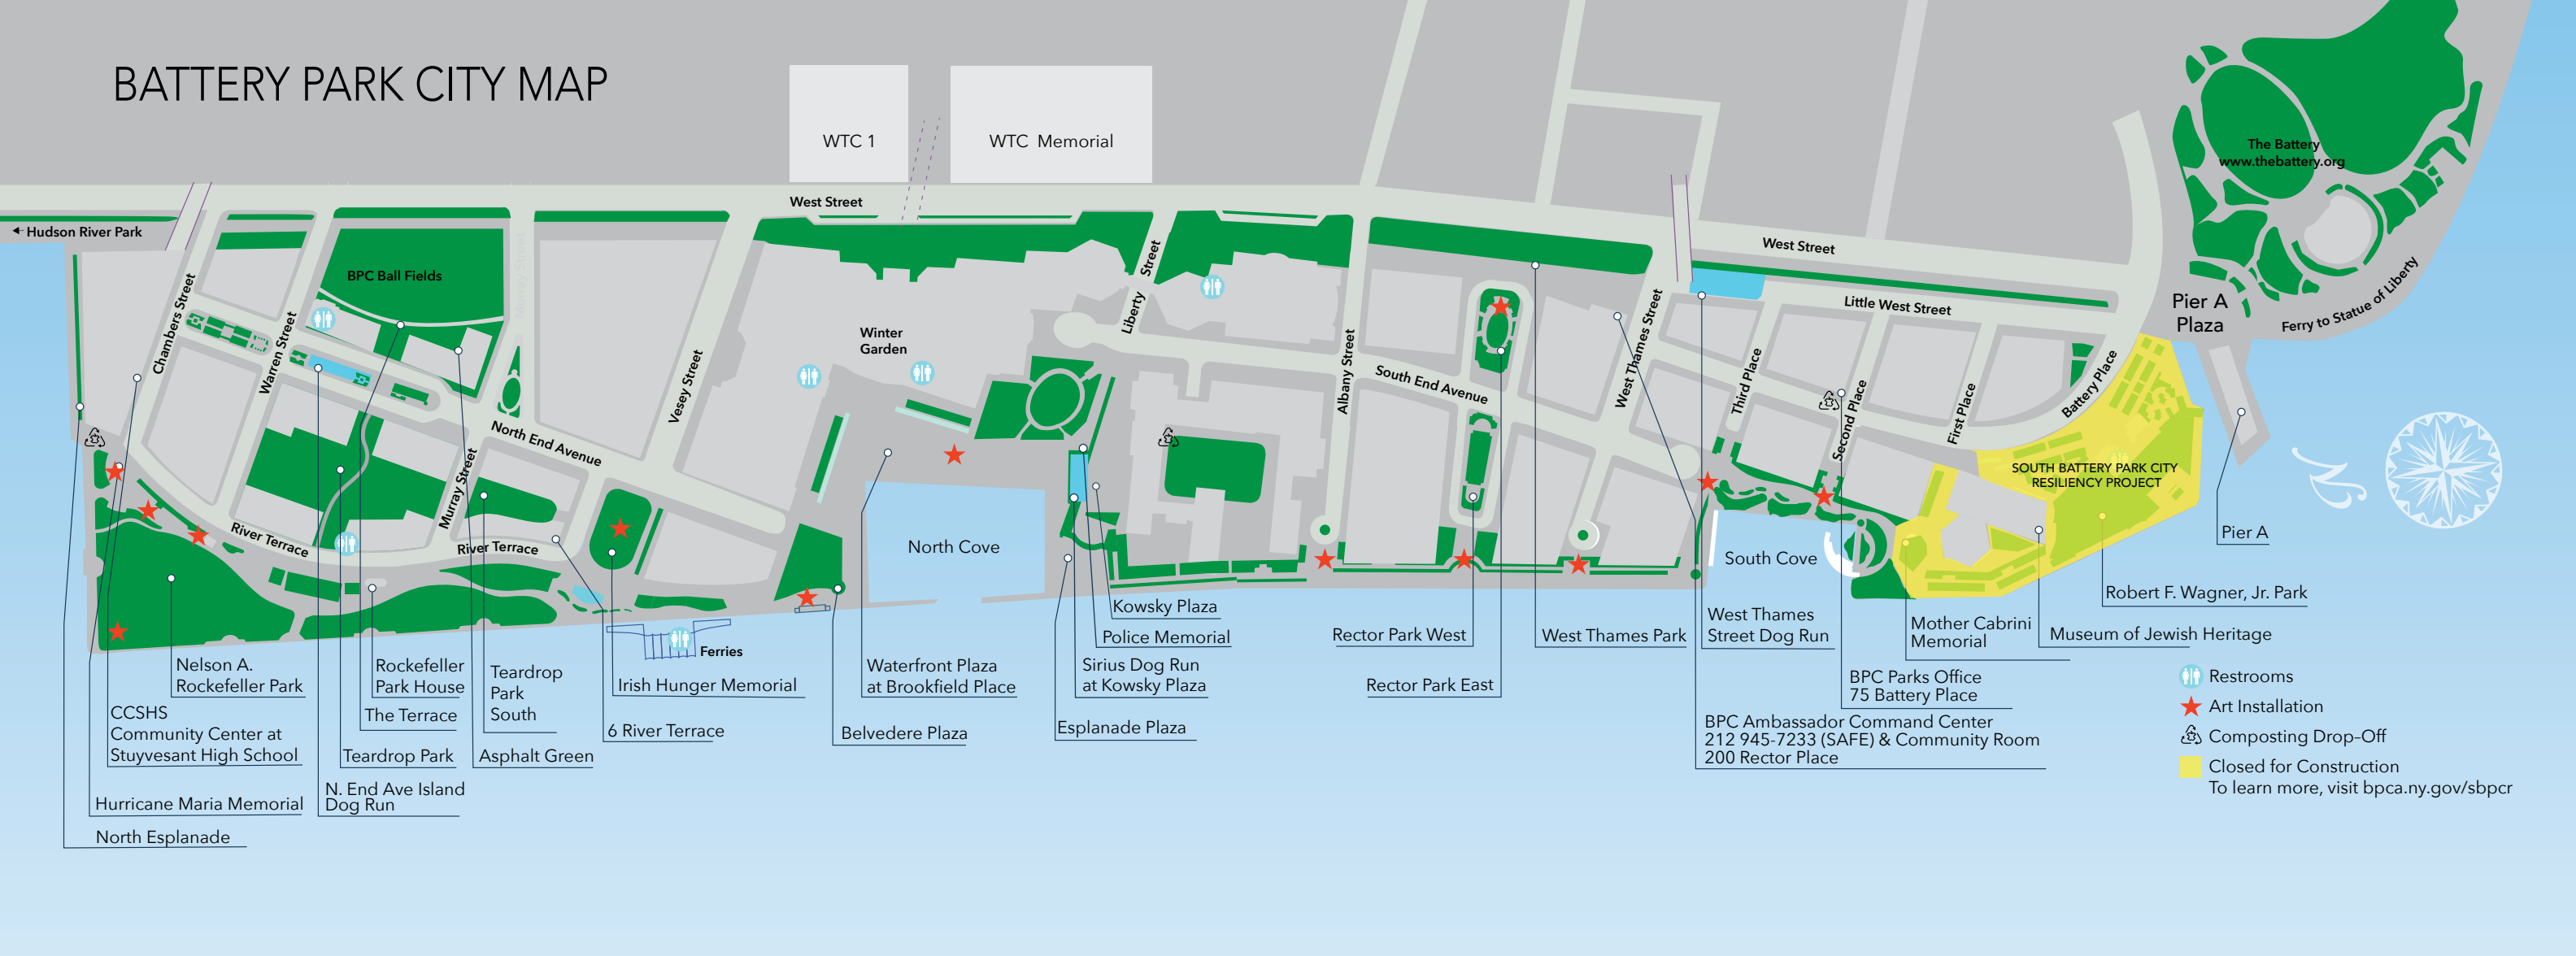 BATTERY PARK CITY MAP
WTC 1
WTC Memorial
The Battery
www.thebattery.org
West Street
Hudson River Park
West Street
BPC Ball Fields
Murray Street
Chambers Street
Warren Street
Liberty Street
Winter
Garden
Little West Street
Pier A
Plaza
Ferry to Statue of Liberty
Vesey Street
Albany Street
South End Avenue
West Thames Street
Third Place
Second Place
First Place
Battery Place
North End Avenue
Murray Street
River Terrace
River Terrace
SOUTH BATTERY PARK CITY
RESILIENCY PROJECT
North Cove
South Cove
Pier A
Robert F. Wagner, Jr. Park
Kowsky Plaza
Police Memorial
Rector Park West
West Thames Park
West Thames
Street Dog Run
Mother Cabrini
Memorial
Museum of Jewish Heritage
Ferries
Nelson A.
Rockefeller Park
Rockefeller
Park House
Teardrop
Park
South
Irish Hunger Memorial
Waterfront Plaza
at Brookfield Place
Sirius Dog Run
at Kowsky Plaza
Rector Park East
BPC Parks Office
75 Battery Place
CCSHS
Community Center at
Stuyvesant High School
The Terrace
6 River Terrace
Belvedere Plaza
Esplanade Plaza
BPC Ambassador Command Center
212 945-7233 (SAFE) & Community Room
200 Rector Place
Teardrop Park
Asphalt Green
N. End Ave Island
Dog Run
Hurricane Maria Memorial
North Esplanade
Restrooms
Art Installation
Composting Drop-Off
Closed for Construction
To learn more, visit bpca.ny.gov/sbpcr